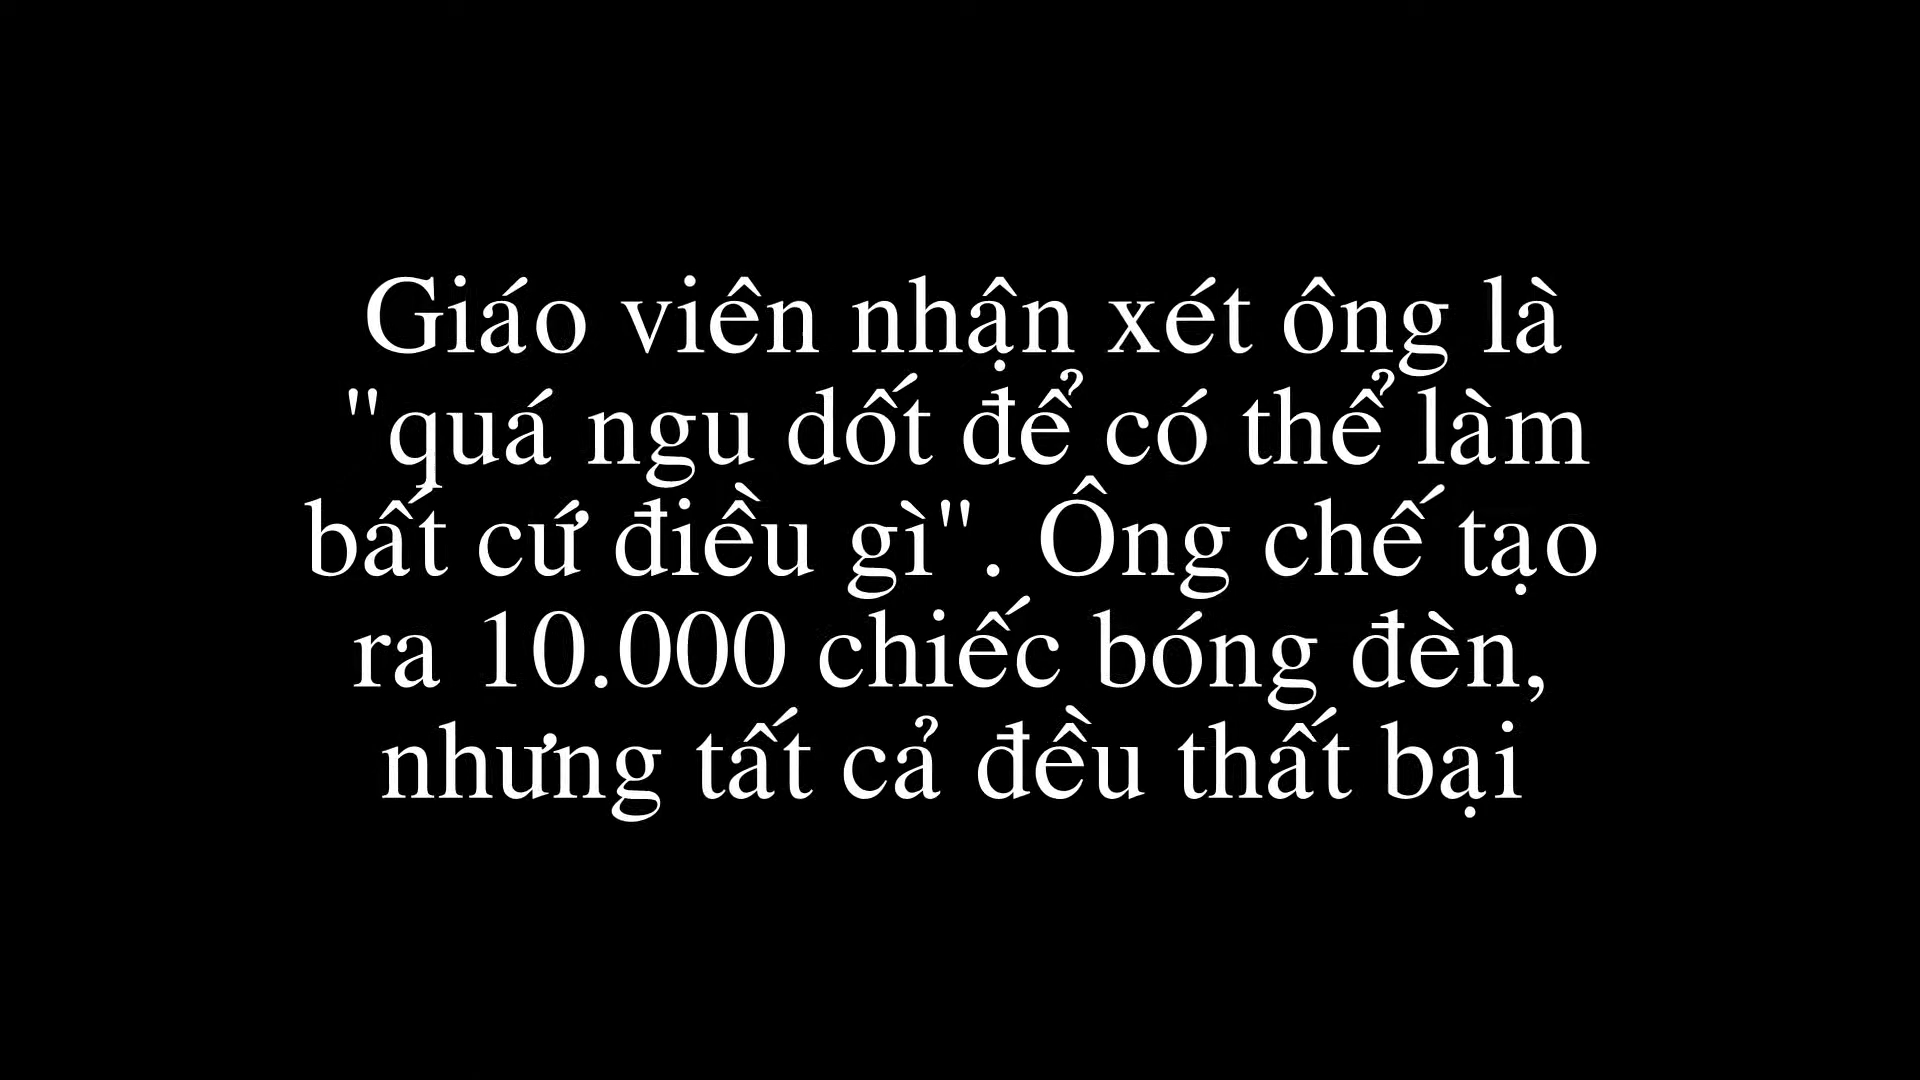 Giáo viên nhận xét ông là
"quá ngu dốt để có thể làm
bất cứ điều gì". Ông chế tạo
ra 10.000 chiếc bóng đèn,
nhưng tất cả đều thất bại